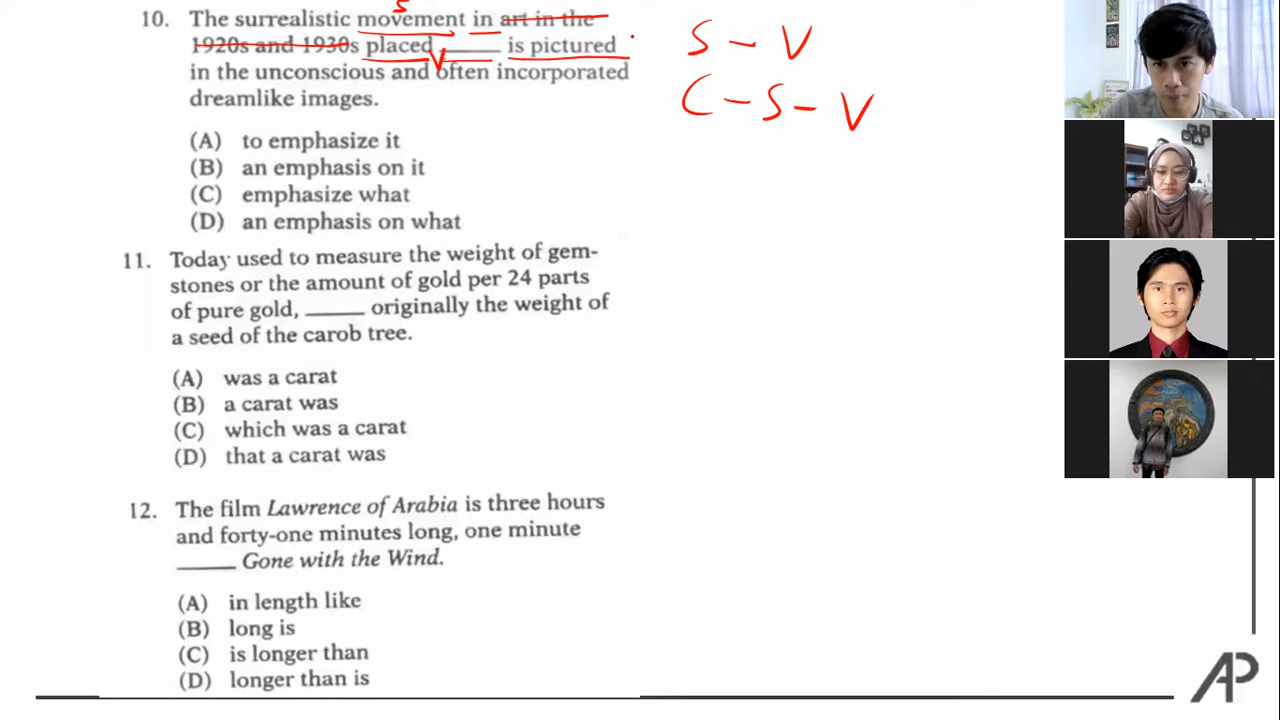 S
10. The surrealistic movement in art in the
1920s and 1930s placed ______ is pictured
V
in the unconscious and often incorporated
dreamlike images.
(A) to emphasize it
(B) an emphasis on it
(C) emphasize what
(D) an emphasis on what
S - V
C - S - V
11. Today used to measure the weight of gem-
stones or the amount of gold per 24 parts
of pure gold, ______ originally the weight of
a seed of the carob tree.
(A) was a carat
(B) a carat was
(C) which was a carat
(D) that a carat was
12. The film Lawrence of Arabia is three hours
and forty-one minutes long, one minute
______ Gone with the Wind.
(A) in length like
(B) long is
(C) is longer than
(D) longer than is
AP